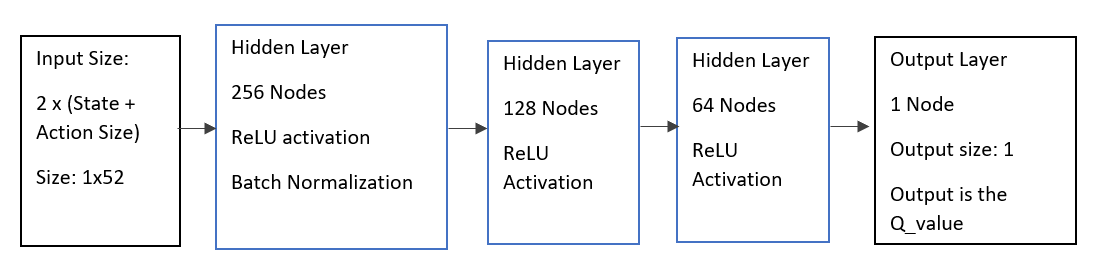 Input Size:
2 x (State +
Action Size)
Size: 1x52
Hidden Layer
256 Nodes
ReLU activation
Batch Normalization
Hidden Layer
128 Nodes
ReLU
Activation
Hidden Layer
64 Nodes
ReLU
Activation
Output Layer
1 Node
Output size: 1
Output is the
Q_value